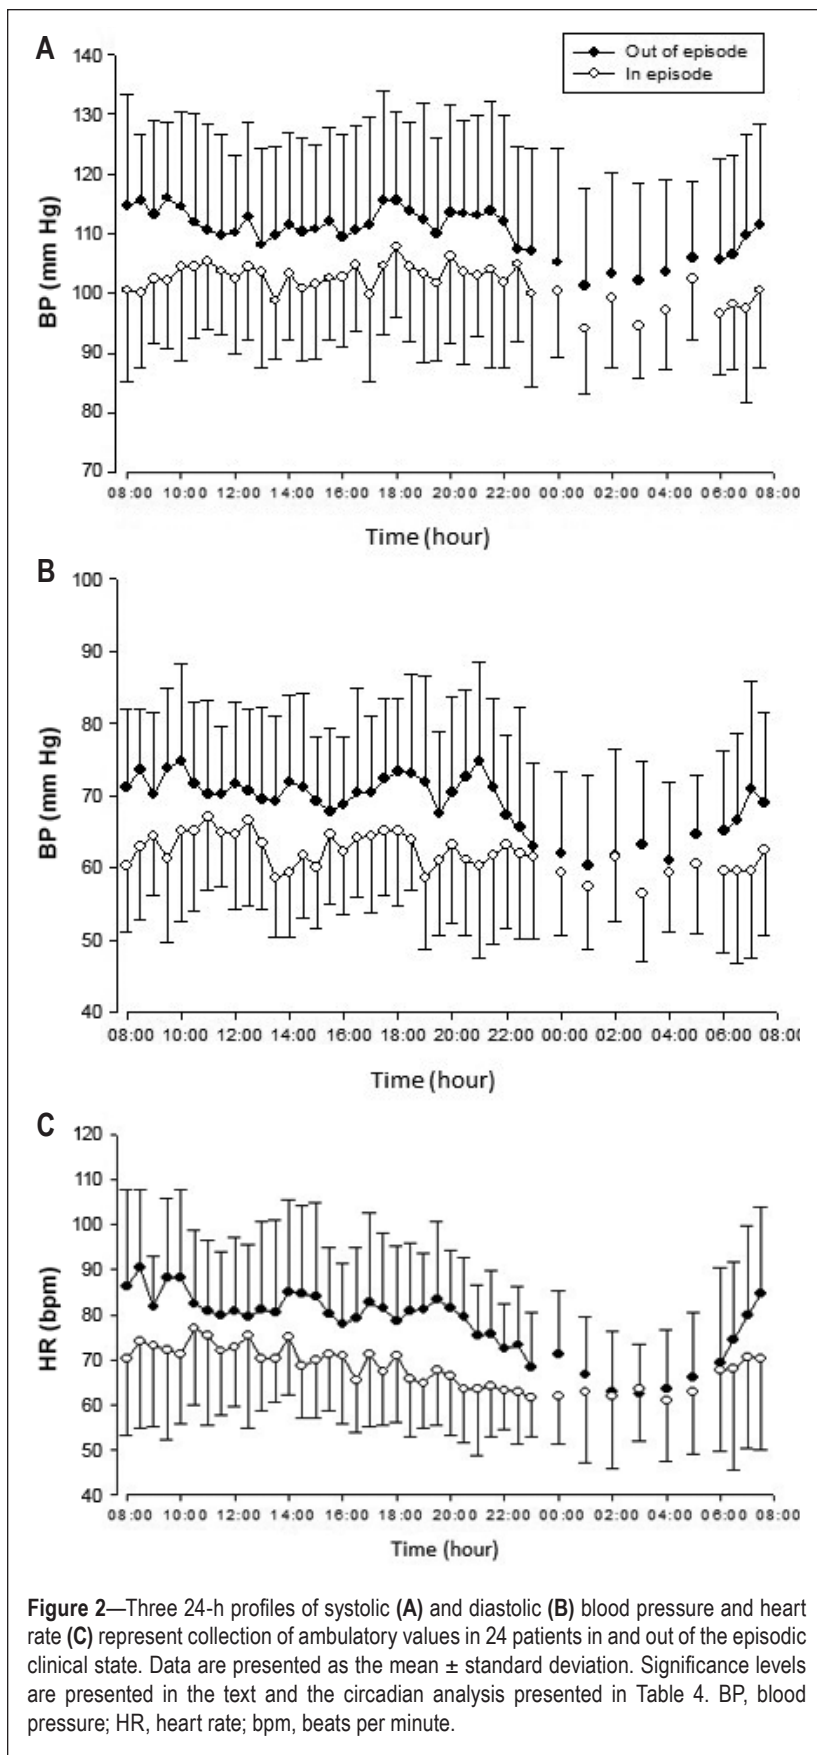 A
140
130
120
110
100
90
80
70
BP (mm Hg)
Out of episode
In episode
08:00 10:00 12:00 14:00 16:00 18:00 20:00 22:00 00:00 02:00 04:00 06:00 08:00
Time (hour)
B
100
90
80
70
60
50
40
BP (mm Hg)
08:00 10:00 12:00 14:00 16:00 18:00 20:00 22:00 00:00 02:00 04:00 06:00 08:00
Time (hour)
C
120
110
100
90
80
70
60
50
40
HR (bpm)
08:00 10:00 12:00 14:00 16:00 18:00 20:00 22:00 00:00 02:00 04:00 06:00 08:00
Time (hour)
Figure 2—Three 24-h profiles of systolic (A) and diastolic (B) blood pressure and heart
rate (C) represent collection of ambulatory values in 24 patients in and out of the episodic
clinical state. Data are presented as the mean ± standard deviation. Significance levels
are presented in the text and the circadian analysis presented in Table 4. BP, blood
pressure; HR, heart rate; bpm, beats per minute.